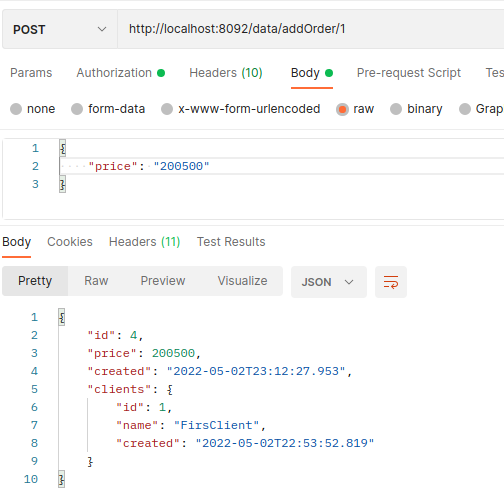 POST http://localhost:8092/data/addOrder/1
Params Authorization Headers (10) Body Pre-request Script Tes
none form-data x-www-form-urlencoded raw binary Grap
1 {
2 "price": "200500"
3 }
Body Cookies Headers (11) Test Results
Pretty Raw Preview Visualize JSON
1 {
2 "id": 4,
3 "price": 200500,
4 "created": "2022-05-02T23:12:27.953",
5 "clients": {
6 "id": 1,
7 "name": "FirsClient",
8 "created": "2022-05-02T22:53:52.819"
9 }
10 }